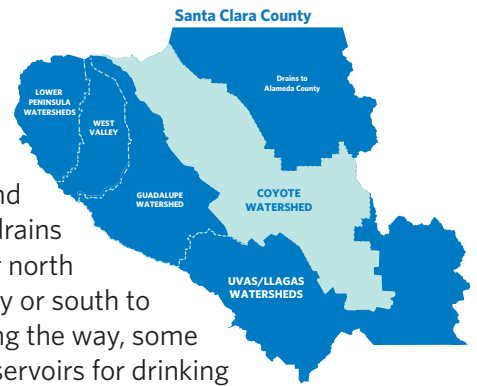 Santa Clara County
Drains to
Alameda County
LOWER
PENINSULA
WATERSHEDS
WEST
VALLEY
GUADALUPE
WATERSHED
COYOTE
WATERSHED
UVAS/LLAGAS
WATERSHEDS
nd
drains
r north
y or south to
ng the way, some
servoirs for drinking